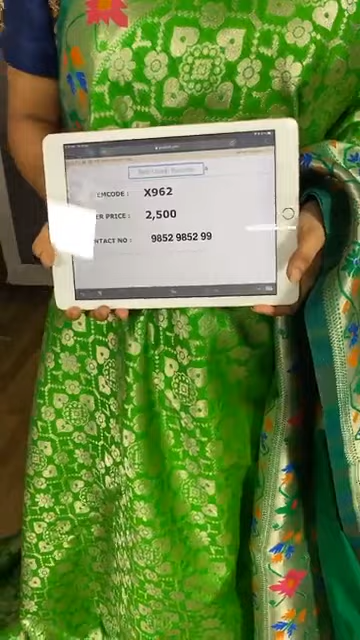 EMCODE : X962
ER PRICE : 2,500
NTACT NO : 9852 9852 99